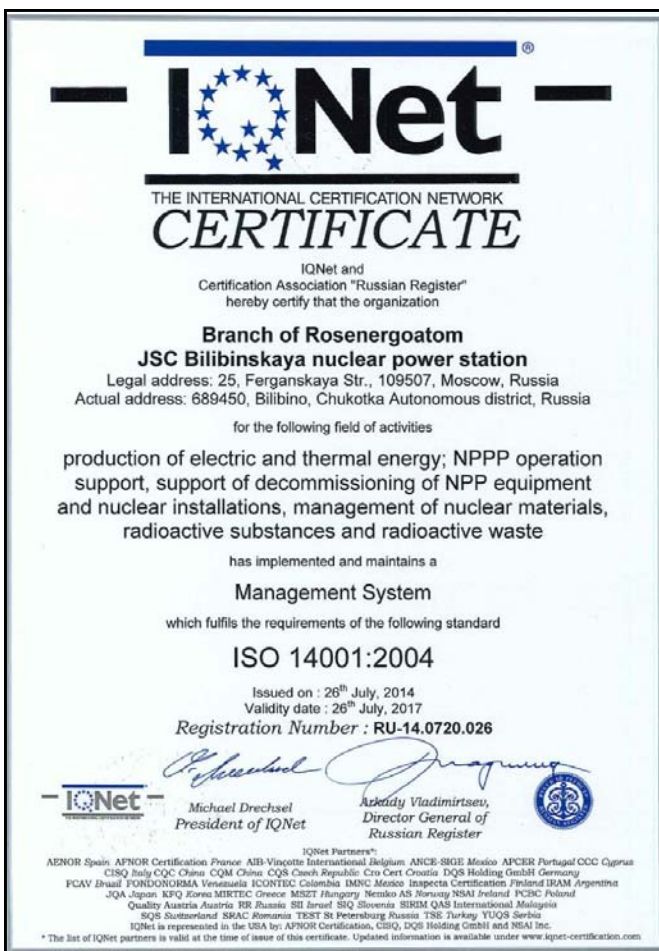 IQNet ®
THE INTERNATIONAL CERTIFICATION NETWORK
CERTIFICATE
IQNet and
Certification Association "Russian Register"
hereby certify that the organization
Branch of Rosenergoatom
JSC Bilibinskaya nuclear power station
Legal address: 25, Ferganskaya Str., 109507, Moscow, Russia
Actual address: 689450, Bilibino, Chukotka Autonomous district, Russia
for the following field of activities
production of electric and thermal energy; NPPP operation
support, support of decommissioning of NPP equipment
and nuclear installations, management of nuclear materials,
radioactive substances and radioactive waste
has implemented and maintains a
Management System
which fulfils the requirements of the following standard
ISO 14001:2004
Issued on : 26th July, 2014
Validity date : 26th July, 2017
Registration Number : RU-14.0720.026
IQNet
Michael Drechsel
President of IQNet
Arkady Vladimirtsev,
Director General of
Russian Register
IQNet Partners*:
AENOR Spain AFNOR Certification France AIB-Vinçotte International Belgium ANCE-SIGE Mexico APCER Portugal CCC Cyprus
CISQ Italy CQC China CQM China CQS Czech Republic Cro Cert Croatia DQS Holding GmbH Germany
FCAV Brazil FONDONORMA Venezuela ICONTEC Colombia IMNC Mexico Inspecta Certification Finland IRAM Argentina
JQA Japan KFQ Korea MIRTEC Greece MSZT Hungary Nemko AS Norway NSAI Ireland PCBC Poland
Quality Austria Austria RR Russia SII Israel SIQ Slovenia SIRIM QAS International Malaysia
SQS Switzerland SRAC Romania TEST St Petersburg Russia TSE Turkey YUQS Serbia
IQNet is represented in the USA by: AFNOR Certification, CISQ, DQS Holding GmbH and NSAI Inc.
* The list of IQNet partners is valid at the time of issue of this certificate. Updated information is available under www.iqnet-certification.com